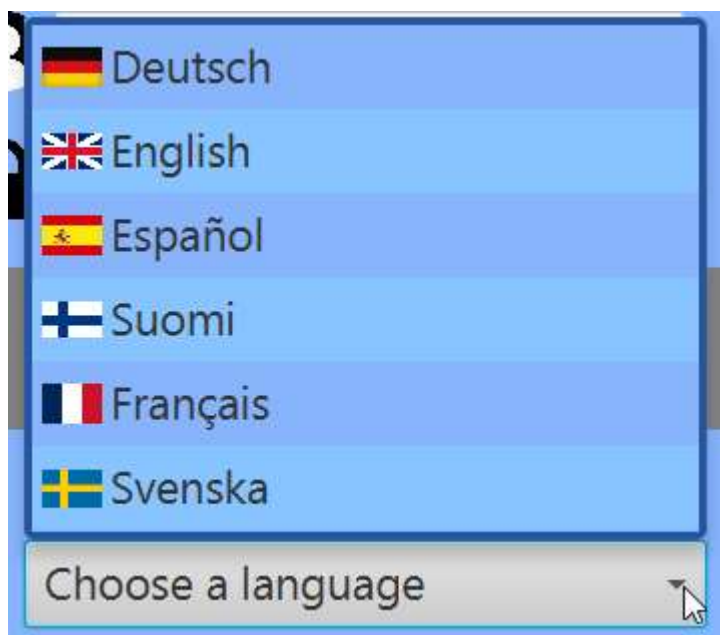 Deutsch
English
Español
Suomi
Français
Svenska
Choose a language